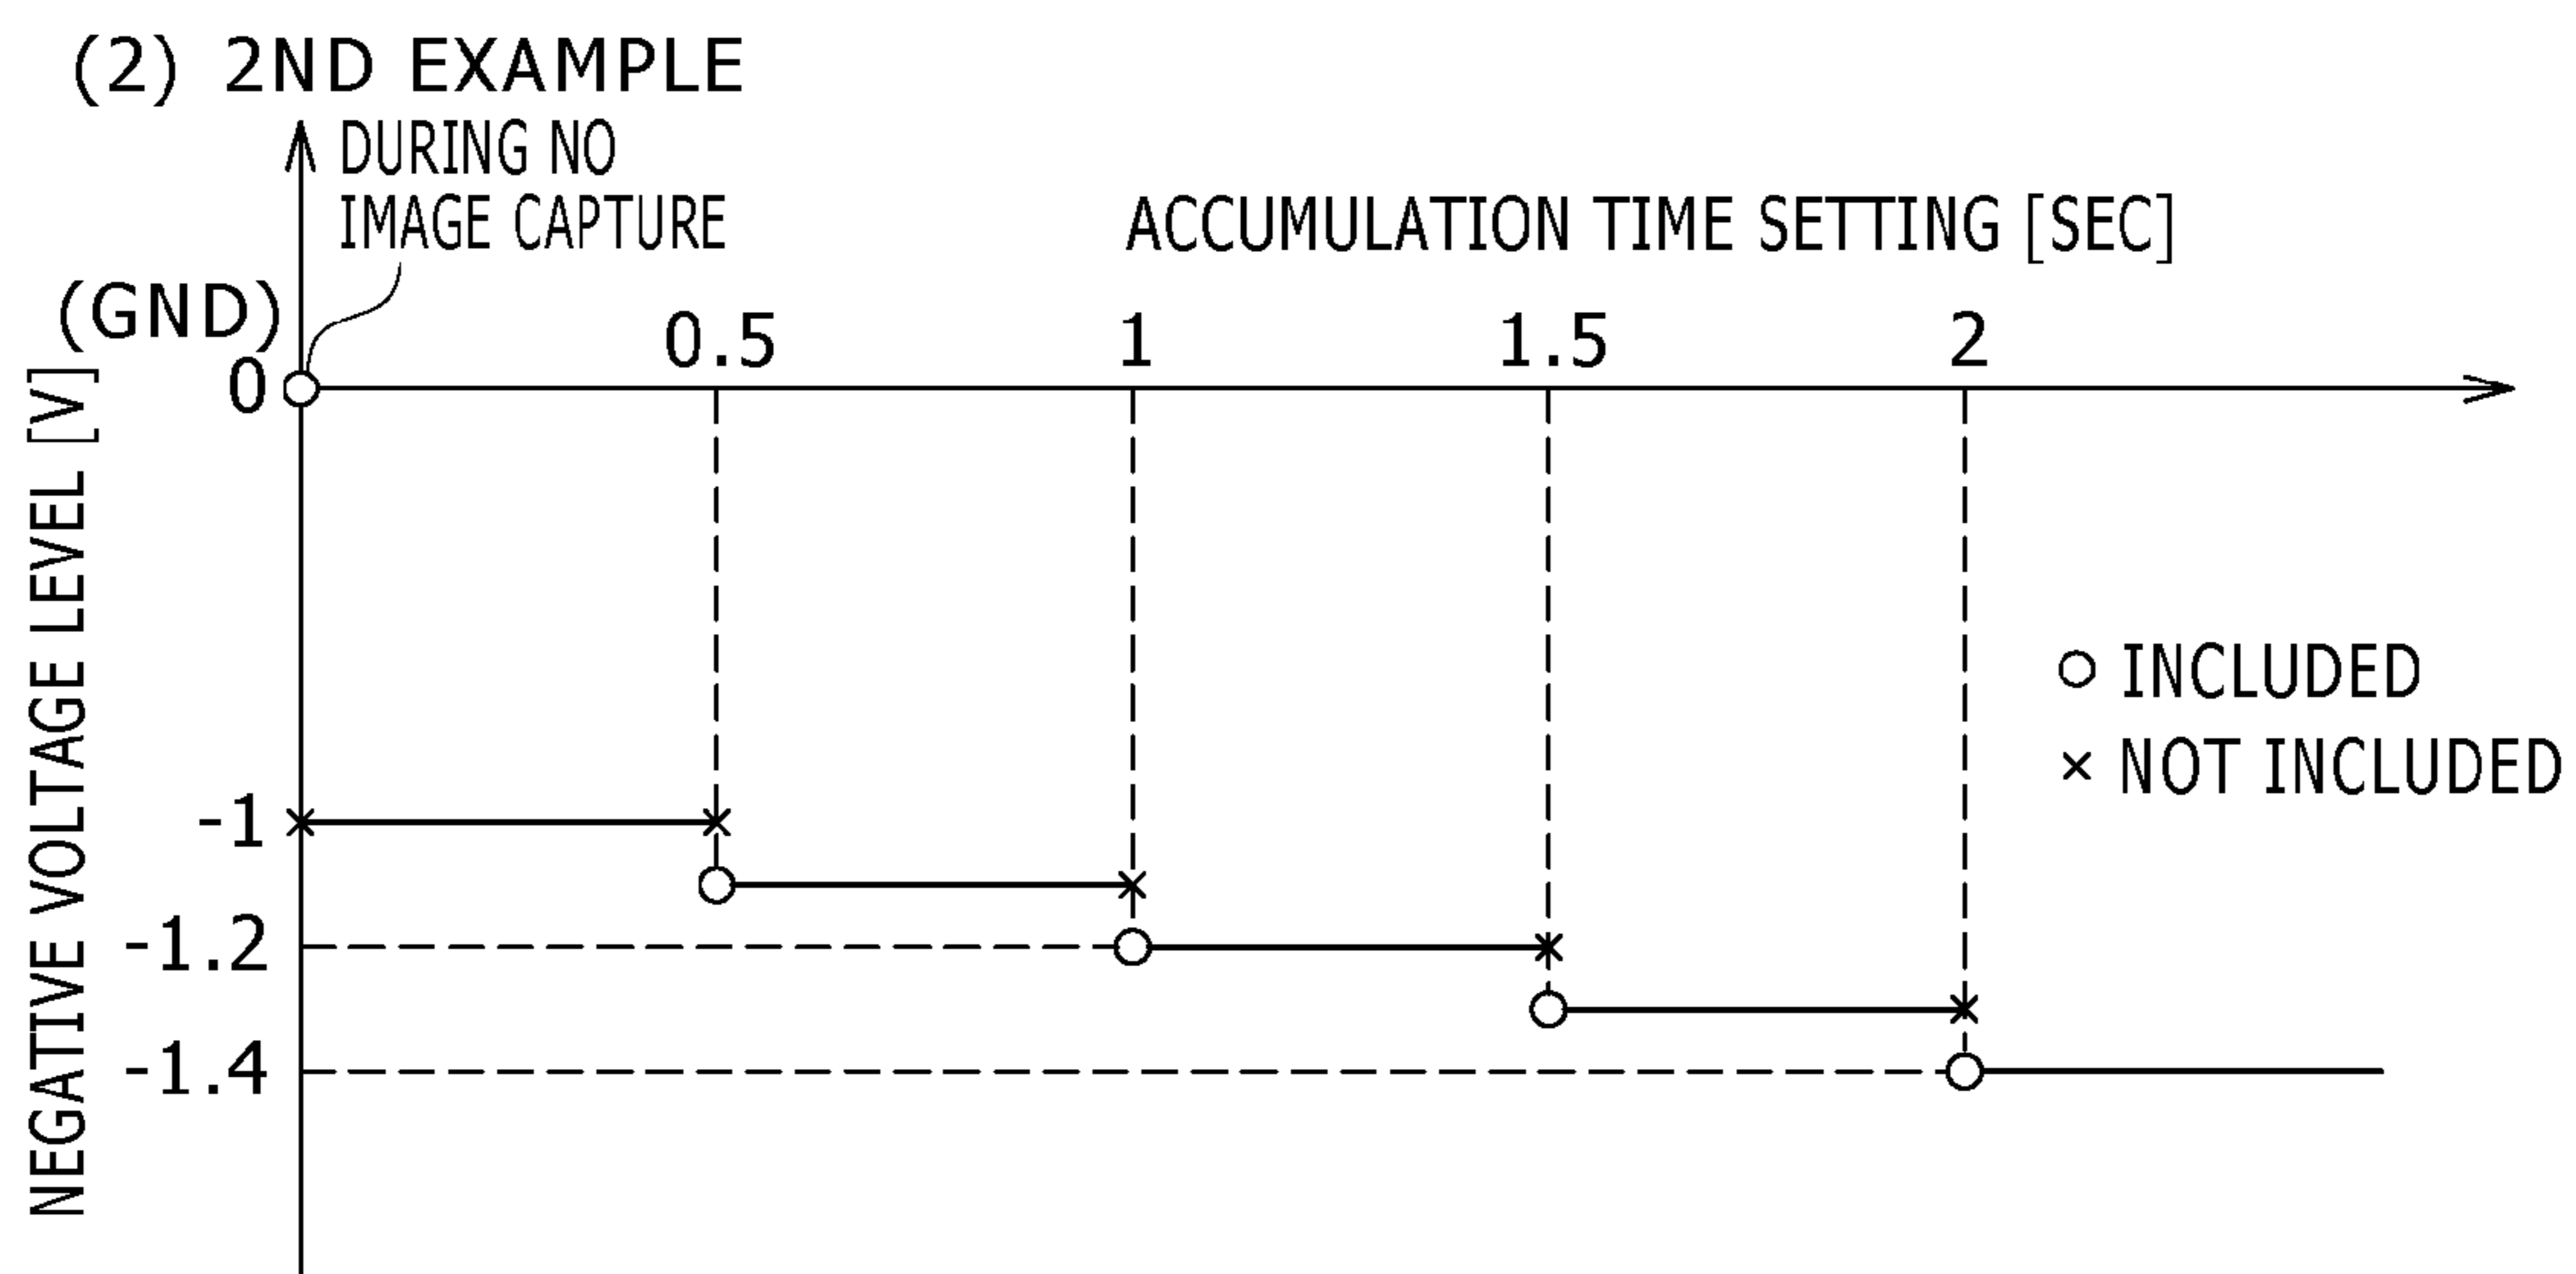 (2) 2ND EXAMPLE
DURING NO
IMAGE CAPTURE
ACCUMULATION TIME SETTING [SEC]
(GND)
0
0.5
1
1.5
2
NEGATIVE VOLTAGE LEVEL [V]
○ INCLUDED
× NOT INCLUDED
-1
-1.2
-1.4